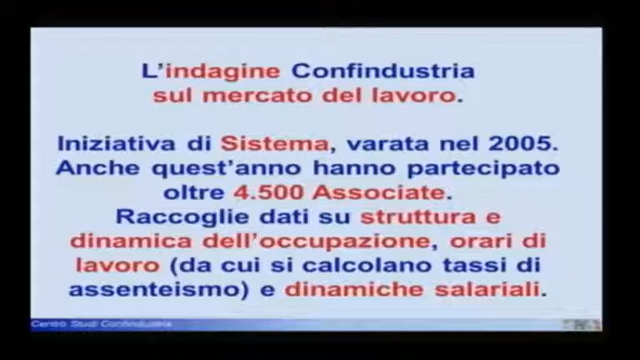 L'indagine Confindustria
sul mercato del lavoro.
Iniziativa di Sistema, varata nel 2005.
Anche quest'anno hanno partecipato
oltre 4.500 Associate.
Raccoglie dati su struttura e
dinamica dell'occupazione, orari di
lavoro (da cui si calcolano tassi di
assenteismo) e dinamiche salariali.
Centro Studi Confindustria